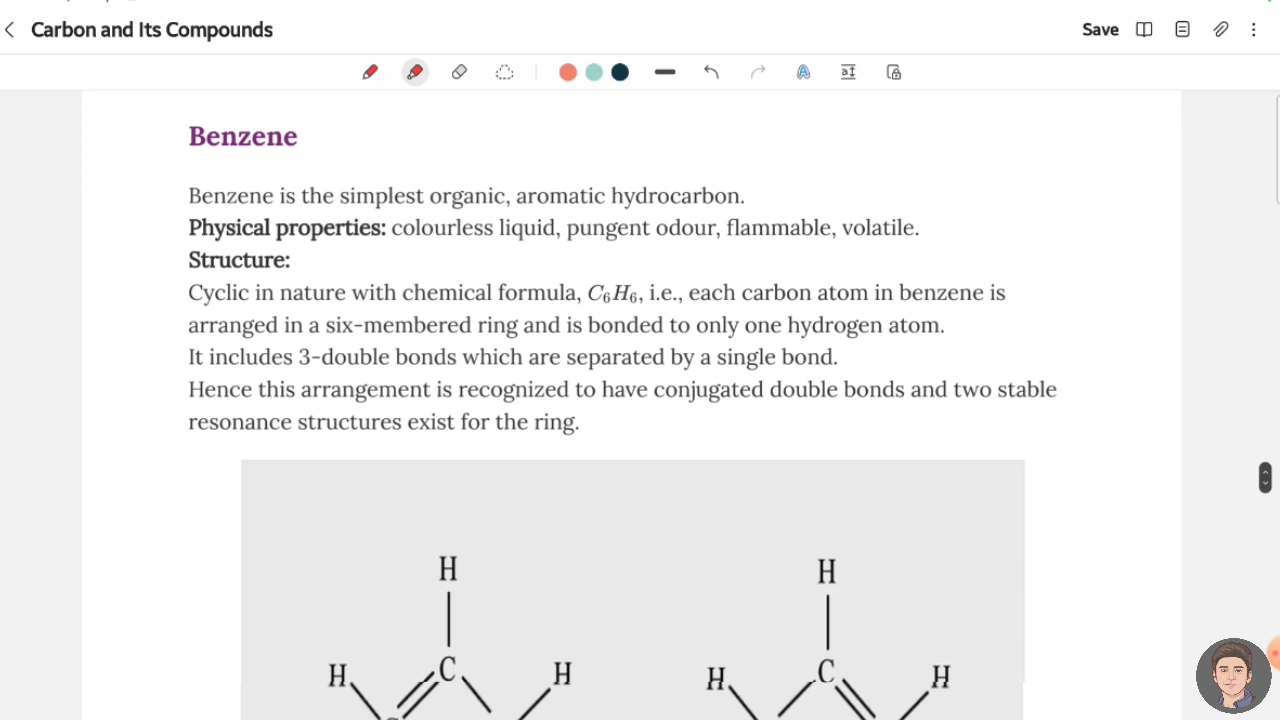 Carbon and Its Compounds
Save
Benzene
Benzene is the simplest organic, aromatic hydrocarbon.
Physical properties: colourless liquid, pungent odour, flammable, volatile.
Structure:
Cyclic in nature with chemical formula, C₆H₆, i.e., each carbon atom in benzene is
arranged in a six-membered ring and is bonded to only one hydrogen atom.
It includes 3-double bonds which are separated by a single bond.
Hence this arrangement is recognized to have conjugated double bonds and two stable
resonance structures exist for the ring.
H H
H C H H C H